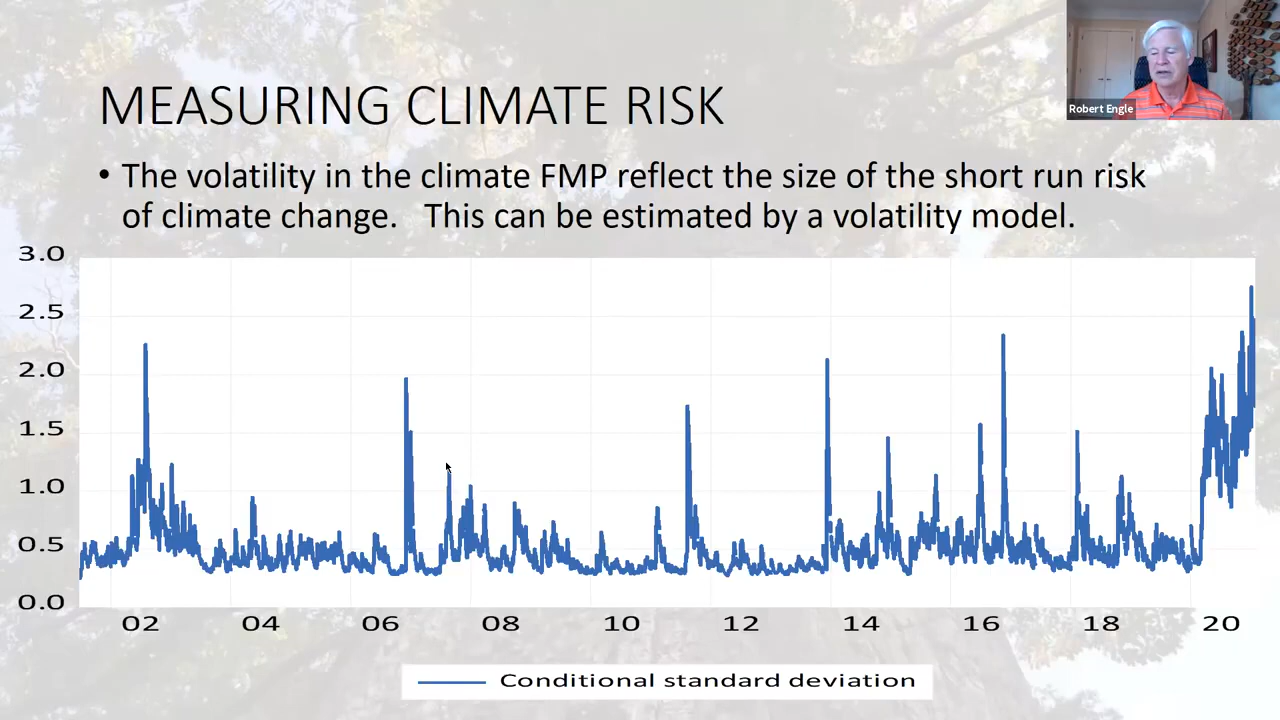 Robert Engle
MEASURING CLIMATE RISK
• The volatility in the climate FMP reflect the size of the short run risk
of climate change. This can be estimated by a volatility model.
3.0
2.5
2.0
1.5
1.0
0.5
0.0
02 04 06 08 10 12 14 16 18 20
Conditional standard deviation